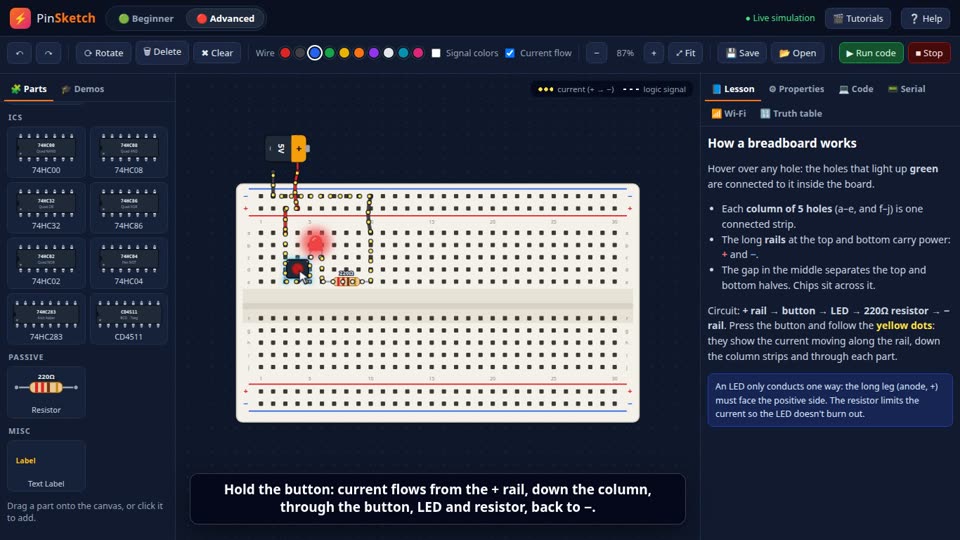 PinSketch
Beginner
Advanced
Live simulation
Tutorials
Help
Rotate
Delete
Clear
Wire
Signal colors
Current flow
87%
Fit
Save
Open
Run code
Stop
Parts
Demos
current (+ → −)
logic signal
Lesson
Properties
Code
Serial
Wi-Fi
Truth table
ICS
74HC00
74HC08
74HC32
74HC86
74HC02
74HC04
74HC283
CD4511
PASSIVE
220Ω
Resistor
MISC
Label
Text Label
Drag a part onto the canvas, or click it
to add.
5V
+
220Ω
Hold the button: current flows from the + rail, down the column,
through the button, LED and resistor, back to −.
How a breadboard works
Hover over any hole: the holes that light up green
are connected to it inside the board.
• Each column of 5 holes (a–e, and f–j) is one
connected strip.
• The long rails at the top and bottom carry power:
+ and −.
• The gap in the middle separates the top and
bottom halves. Chips sit across it.
Circuit: + rail → button → LED → 220Ω resistor → −
rail. Press the button and follow the yellow dots:
they show the current moving along the rail, down
the column strips and through each part.
An LED only conducts one way: the long leg (anode, +)
must face the positive side. The resistor limits the
current so the LED doesn't burn out.